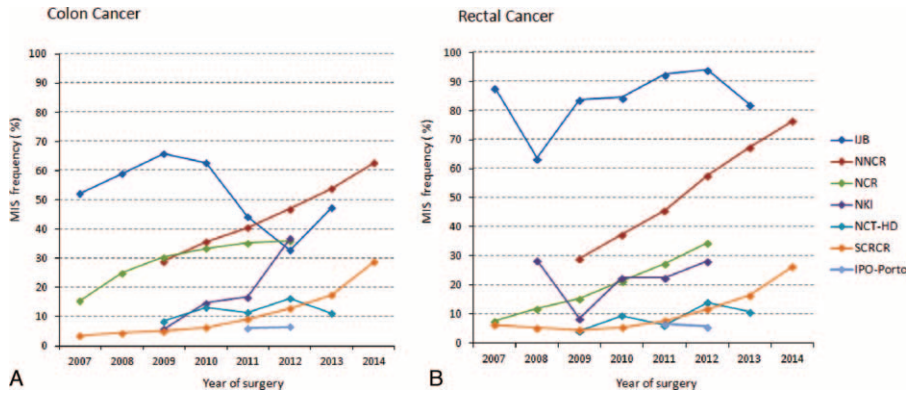 Colon Cancer
MIS frequency ( %)
100
90
80
70
60
50
40
30
20
10
0
2007 2008 2009 2010 2011 2012 2013 2014
Year of surgery
A
Rectal Cancer
MIS frequency ( %)
100
90
80
70
60
50
40
30
20
10
0
2007 2008 2009 2010 2011 2012 2013 2014
Year of surgery
B
IJB
NNCR
NCR
NKI
NCT-HD
SCRCR
IPO-Porto